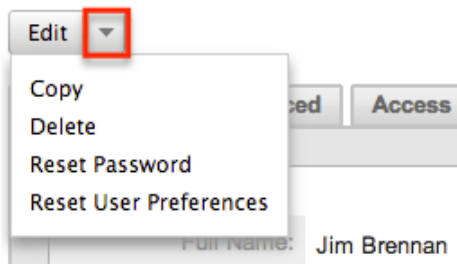 Edit
Copy
Delete
Reset Password
Reset User Preferences
ced Access
Full Name: Jim Brennan